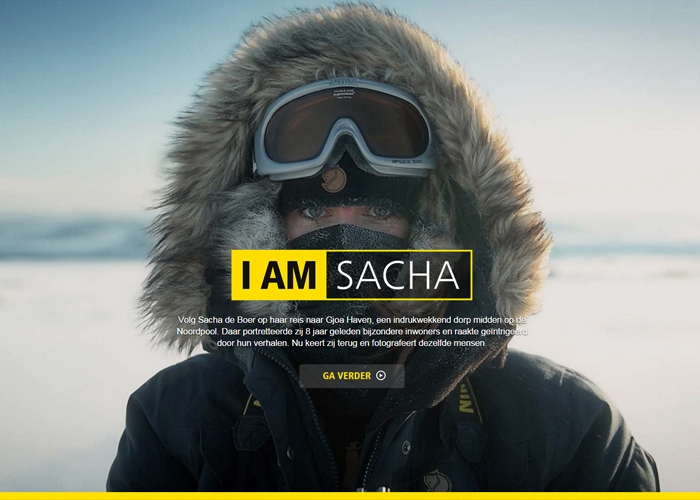 SPEED 500
I AM SACHA
Volg Sacha de Boer op haar reis naar Gjoa Haven, een indrukwekkend dorp midden op de
Noordpool. Daar portretteerde zij 8 jaar geleden bijzondere inwoners en raakte geïntrigeerd
door hun verhalen. Nu keert zij terug en fotografeert dezelfde mensen.
GA VERDER